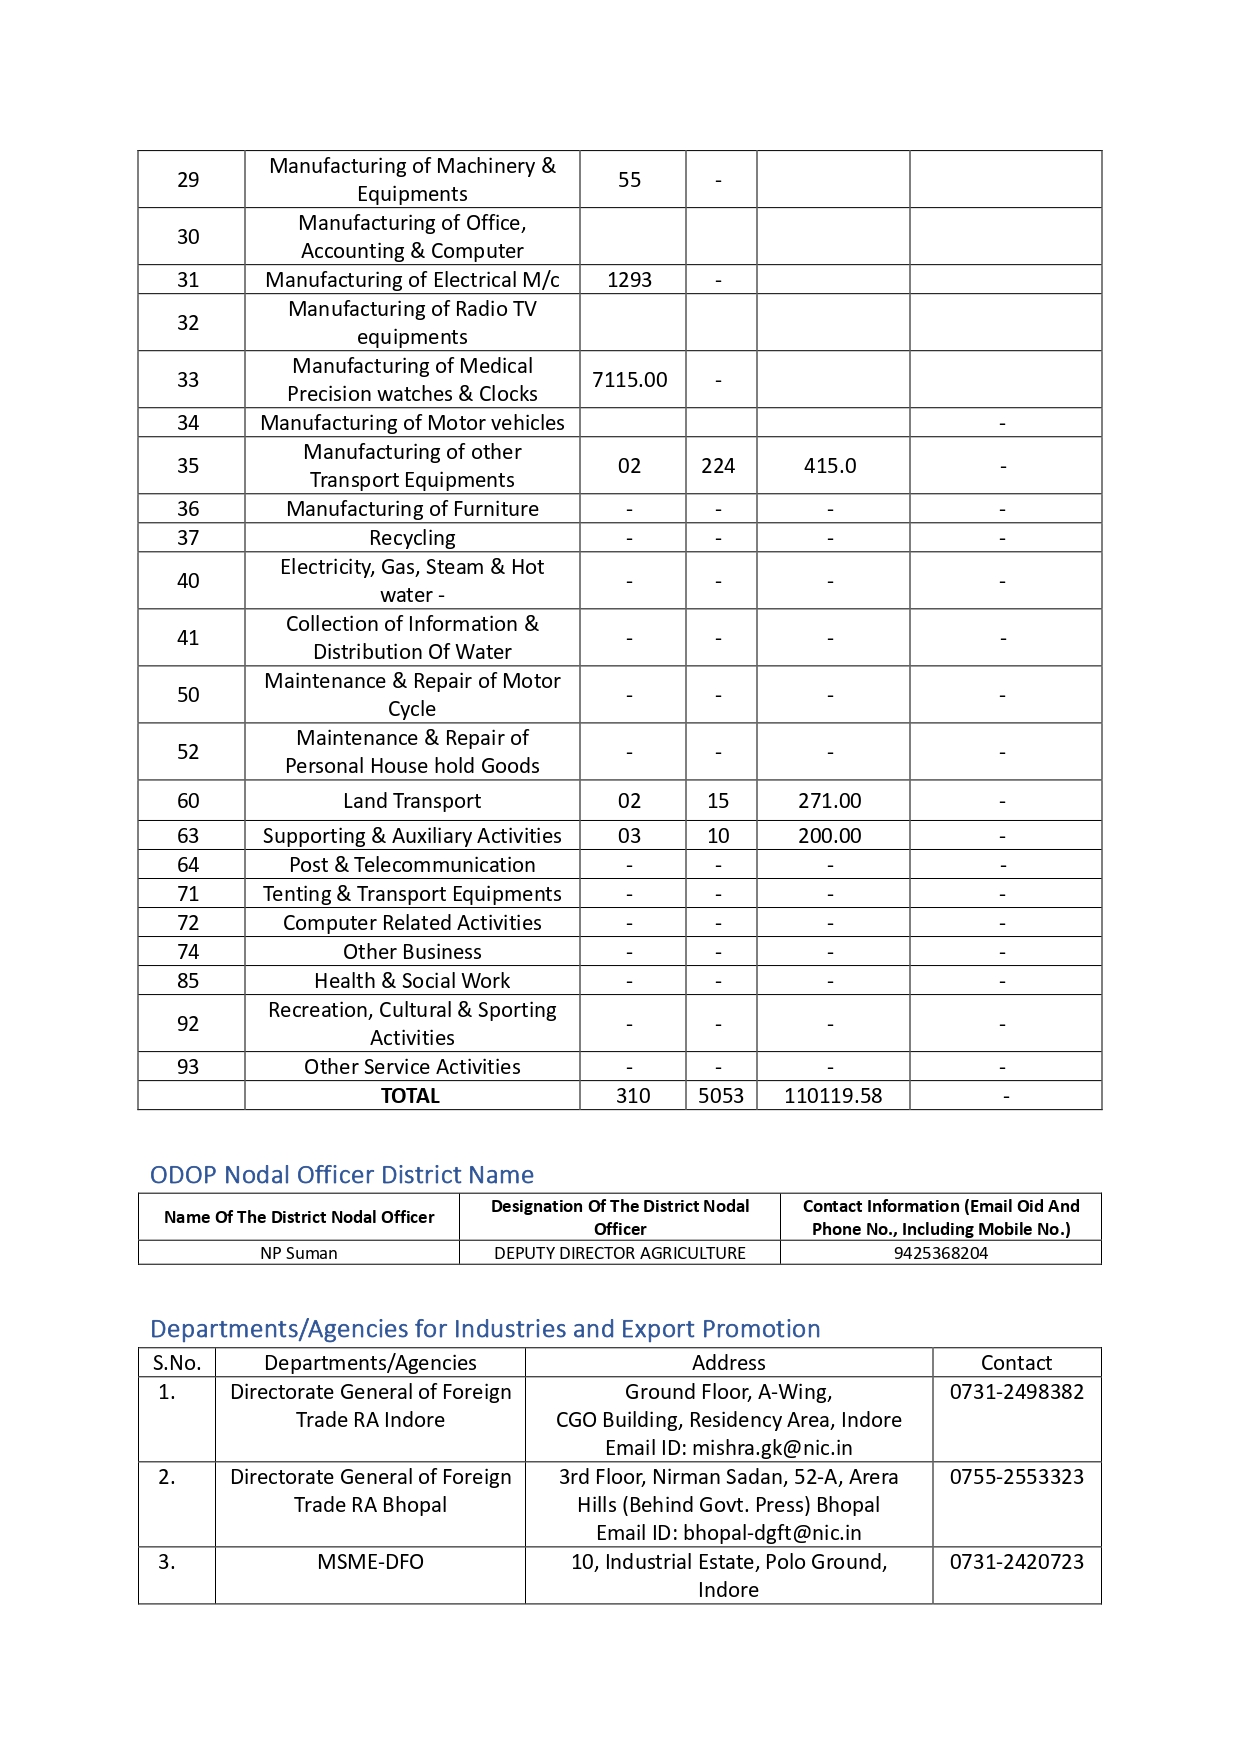 29 Manufacturing of Machinery & Equipments 55 -
30 Manufacturing of Office, Accounting & Computer
31 Manufacturing of Electrical M/c 1293 -
32 Manufacturing of Radio TV equipments
33 Manufacturing of Medical Precision watches & Clocks 7115.00 -
34 Manufacturing of Motor vehicles -
35 Manufacturing of other Transport Equipments 02 224 415.0 -
36 Manufacturing of Furniture - - - -
37 Recycling - - - -
40 Electricity, Gas, Steam & Hot water - - - - -
41 Collection of Information & Distribution Of Water - - - -
50 Maintenance & Repair of Motor Cycle - - - -
52 Maintenance & Repair of Personal House hold Goods - - - -
60 Land Transport 02 15 271.00 -
63 Supporting & Auxiliary Activities 03 10 200.00 -
64 Post & Telecommunication - - - -
71 Tenting & Transport Equipments - - - -
72 Computer Related Activities - - - -
74 Other Business - - - -
85 Health & Social Work - - - -
92 Recreation, Cultural & Sporting Activities - - - -
93 Other Service Activities - - - -
TOTAL 310 5053 110119.58 -
ODOP Nodal Officer District Name
Name Of The District Nodal Officer Designation Of The District Nodal Officer Contact Information (Email Oid And Phone No., Including Mobile No.)
NP Suman DEPUTY DIRECTOR AGRICULTURE 9425368204
Departments/Agencies for Industries and Export Promotion
S.No. Departments/Agencies Address Contact
1. Directorate General of Foreign Trade RA Indore Ground Floor, A-Wing, CGO Building, Residency Area, Indore Email ID: mishra.gk@nic.in 0731-2498382
2. Directorate General of Foreign Trade RA Bhopal 3rd Floor, Nirman Sadan, 52-A, Arera Hills (Behind Govt. Press) Bhopal Email ID: bhopal-dgft@nic.in 0755-2553323
3. MSME-DFO 10, Industrial Estate, Polo Ground, Indore 0731-2420723